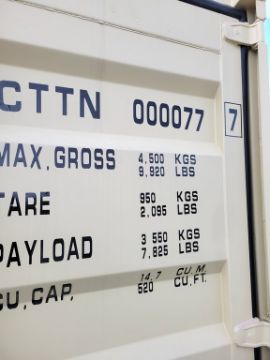 CTTN 000077 7
MAX.GROSS 4,500 KGS
9,920 LBS
TARE 950 KGS
2,095 LBS
PAYLOAD 3 550 KGS
7,825 LBS
CU.CAP. 14.7 CU.M.
520 CU.FT.